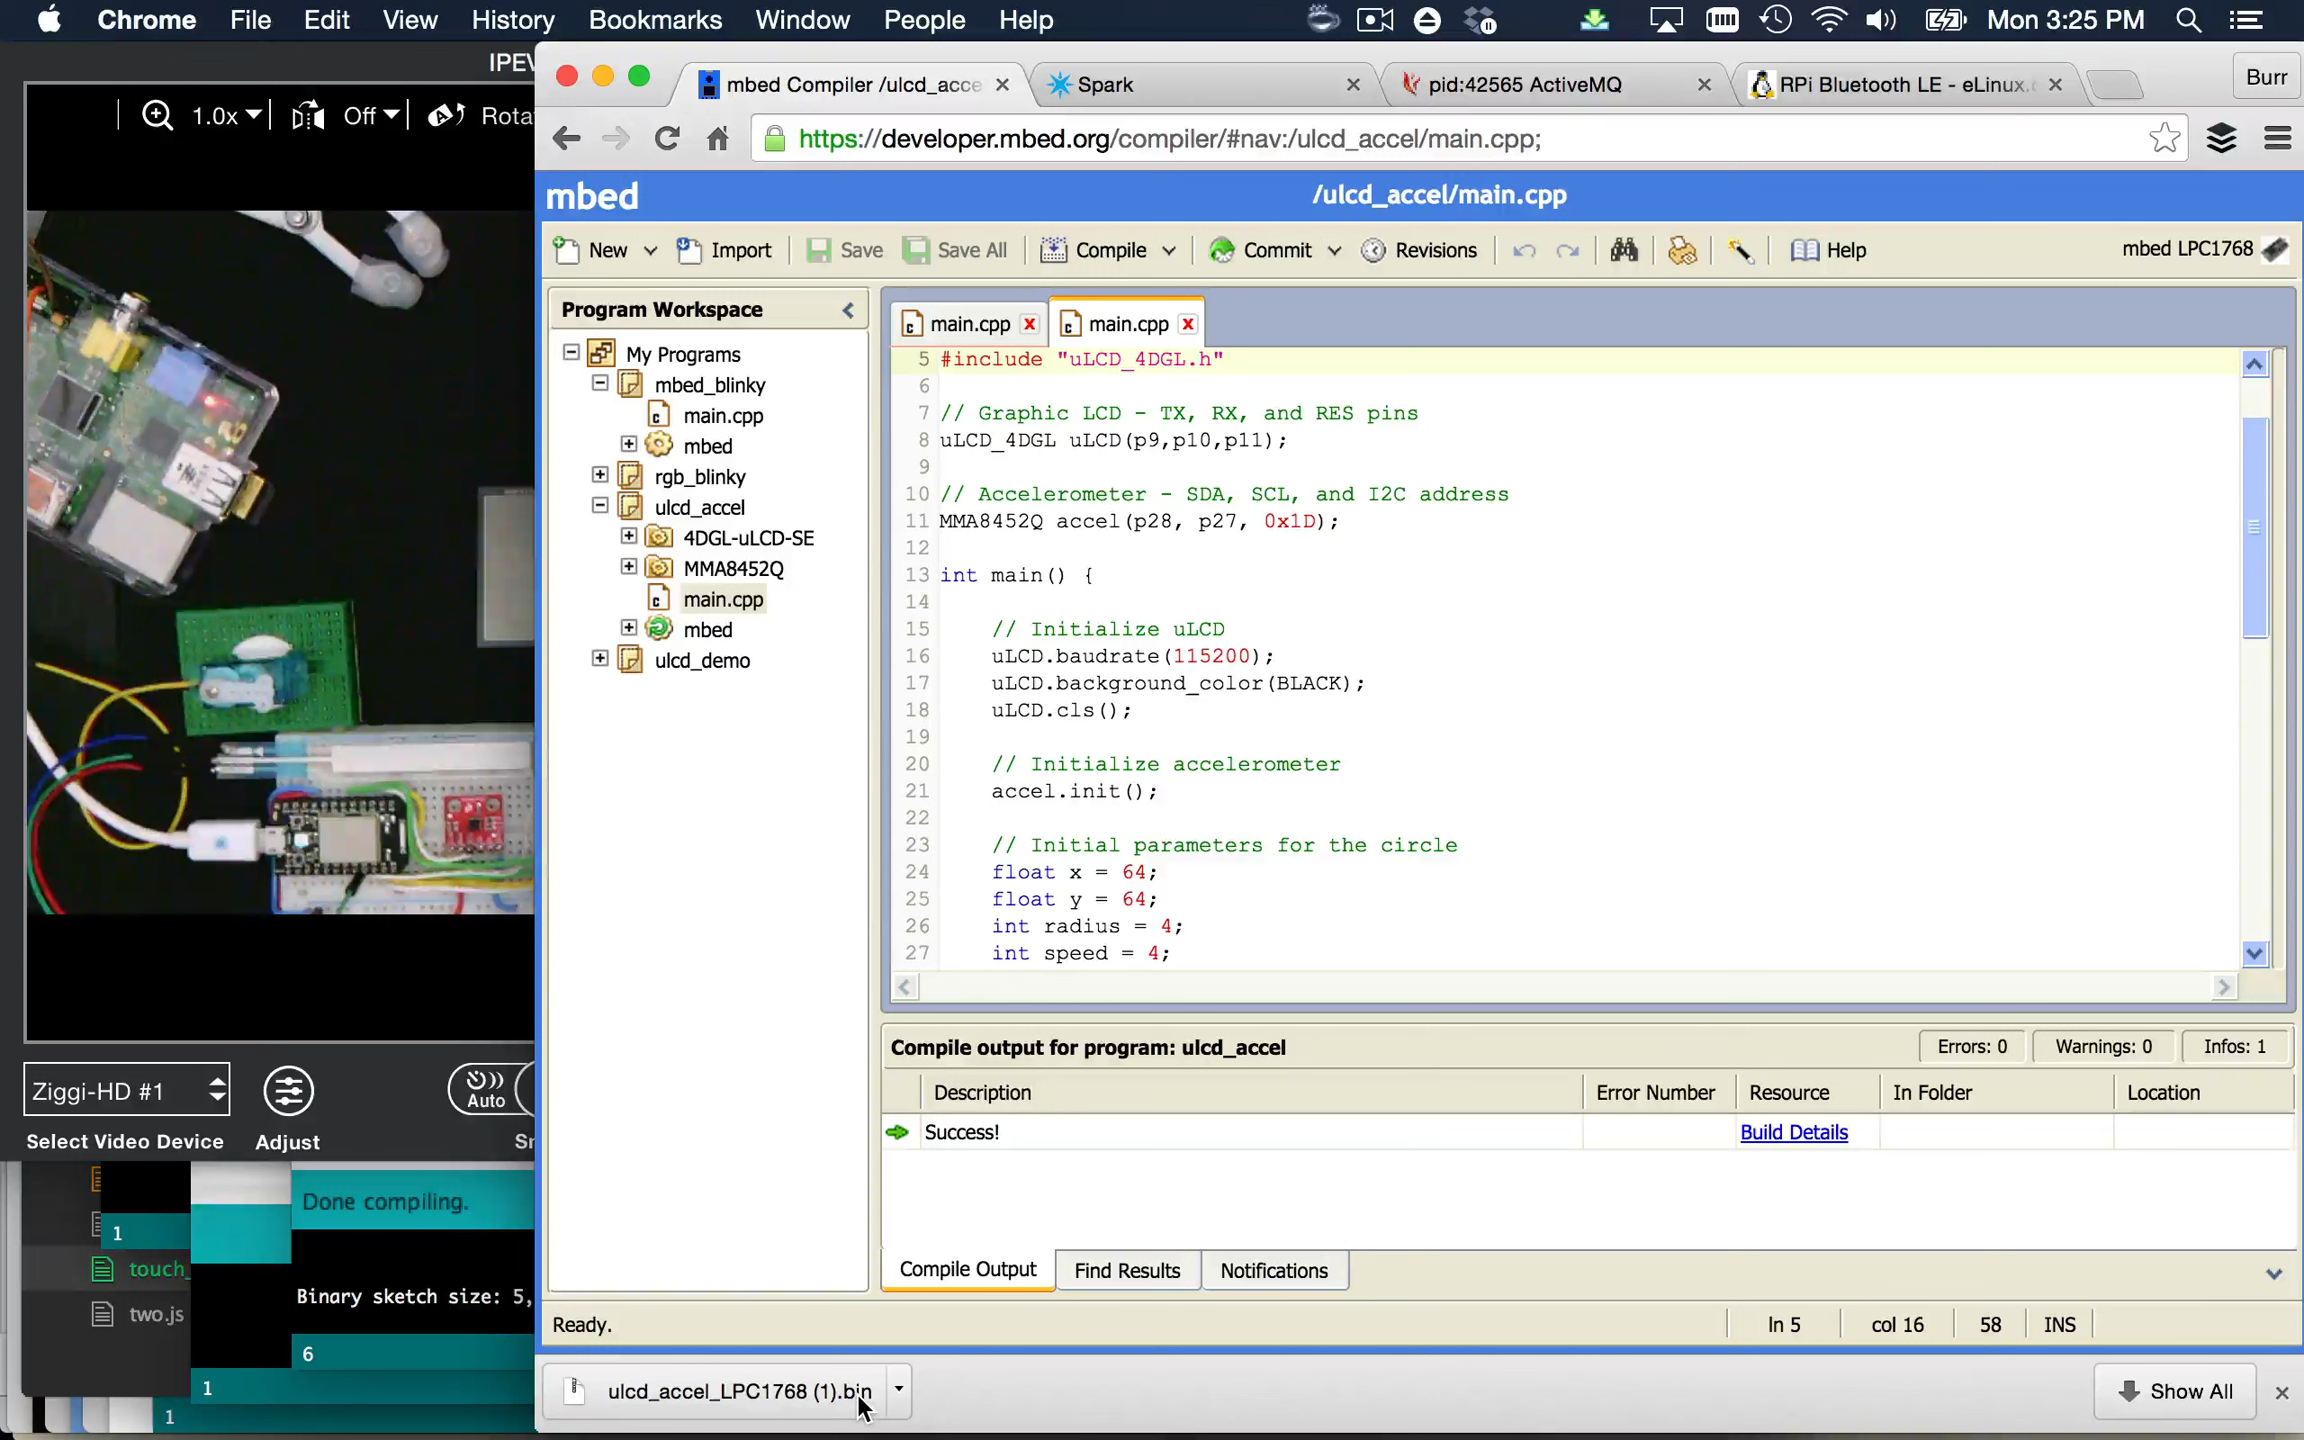 Chrome File Edit View History Bookmarks Window People Help Mon 3:25 PM
mbed Compiler /ulcd_acce
Spark
pid:42565 ActiveMQ
RPi Bluetooth LE - eLinux.
Burr
https://developer.mbed.org/compiler/#nav:/ulcd_accel/main.cpp;
IPEV
1.0x Off Rota
mbed /ulcd_accel/main.cpp
New Import Save Save All Compile Commit Revisions Help mbed LPC1768
Program Workspace
My Programs
mbed_blinky
main.cpp
mbed
rgb_blinky
ulcd_accel
4DGL-uLCD-SE
MMA8452Q
main.cpp
mbed
ulcd_demo
main.cpp x main.cpp x
5 #include "uLCD_4DGL.h"
6
7 // Graphic LCD - TX, RX, and RES pins
8 uLCD_4DGL uLCD(p9,p10,p11);
9
10 // Accelerometer - SDA, SCL, and I2C address
11 MMA8452Q accel(p28, p27, 0x1D);
12
13 int main() {
14
15 // Initialize uLCD
16 uLCD.baudrate(115200);
17 uLCD.background_color(BLACK);
18 uLCD.cls();
19
20 // Initialize accelerometer
21 accel.init();
22
23 // Initial parameters for the circle
24 float x = 64;
25 float y = 64;
26 int radius = 4;
27 int speed = 4;
Compile output for program: ulcd_accel Errors: 0 Warnings: 0 Infos: 1
Description Error Number Resource In Folder Location
Success! Build Details
Compile Output Find Results Notifications
Ready. ln 5 col 16 58 INS
ulcd_accel_LPC1768 (1).bin
Show All
Ziggi-HD #1
Auto
Select Video Device Adjust Sn
Done compiling.
1
touch_
Binary sketch size: 5,
two.js
6
1
1